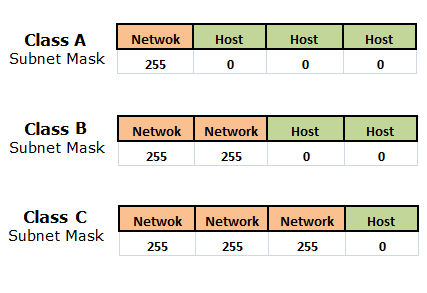 Class A
Subnet Mask
Netwok Host Host Host
255 0 0 0
Class B
Subnet Mask
Netwok Network Host Host
255 255 0 0
Class C
Subnet Mask
Netwok Network Network Host
255 255 255 0